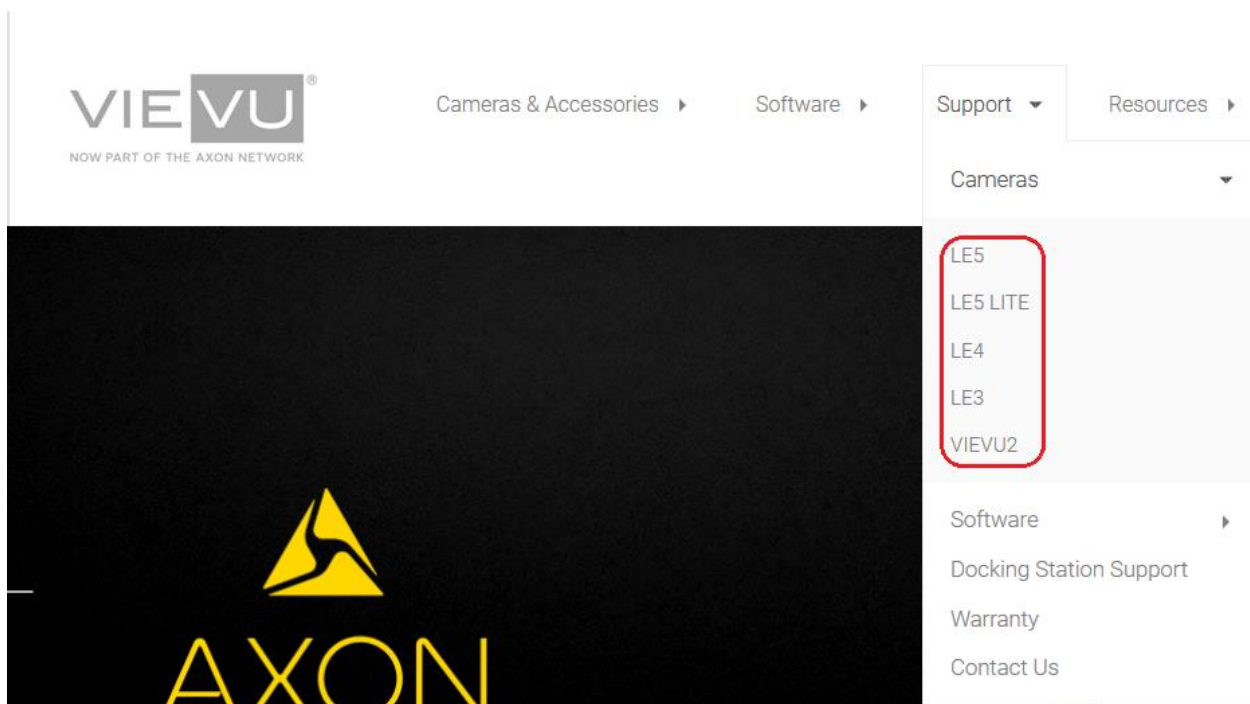 VIEVU®
NOW PART OF THE AXON NETWORK
Cameras & Accessories
Software
Support
Resources
Cameras
LE5
LE5 LITE
LE4
LE3
VIEVU2
Software
Docking Station Support
Warranty
Contact Us
AXON